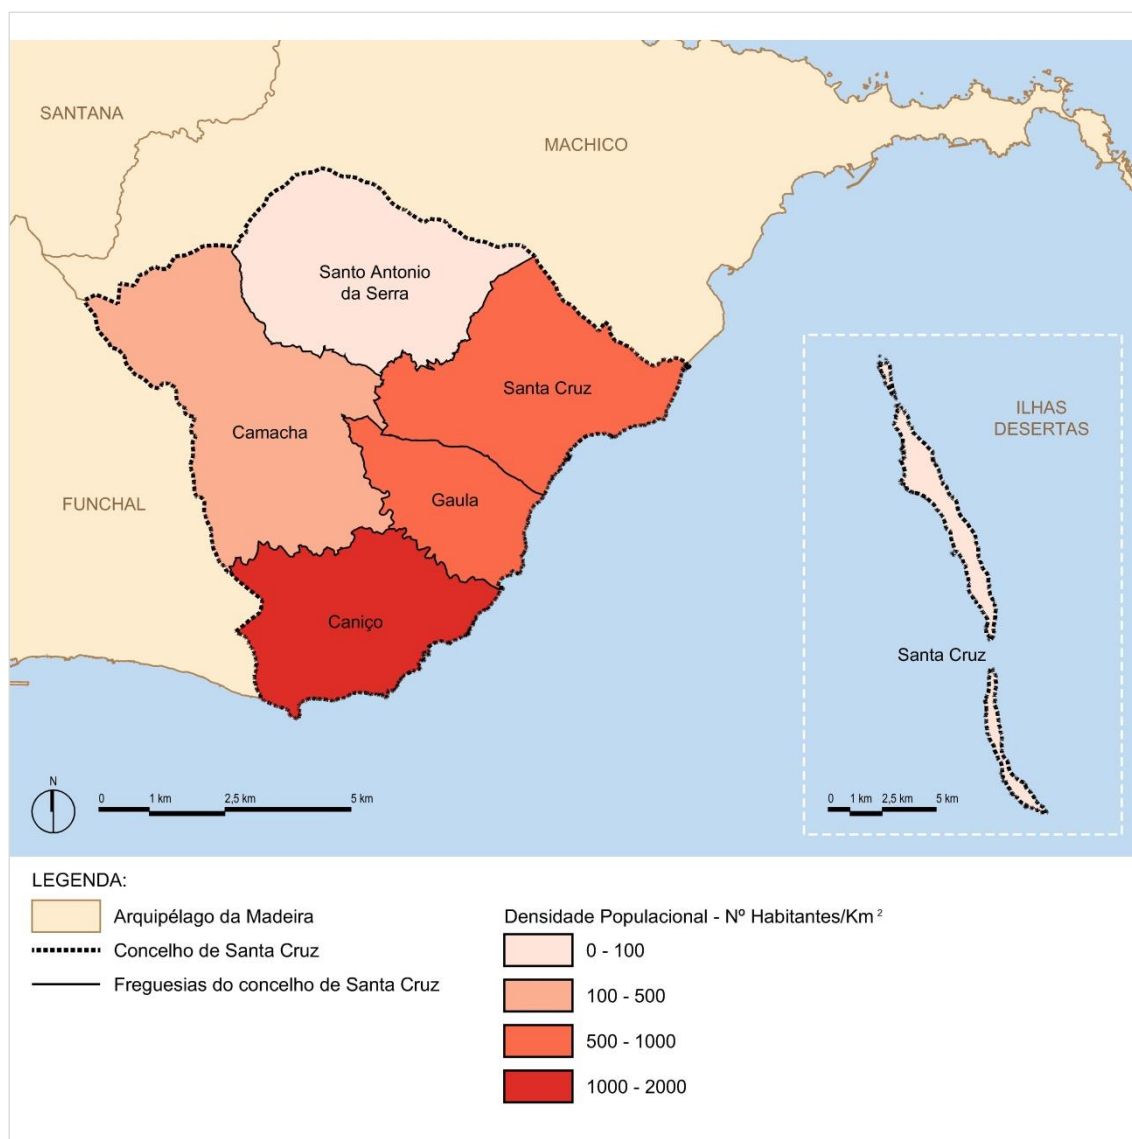 SANTANA
MACHICO
Santo Antonio
da Serra
Santa Cruz
ILHAS
DESERTAS
Camacha
FUNCHAL
Gaula
Caniço
Santa Cruz
N
0 1 km 2,5 km 5 km
0 1 km 2,5 km 5 km
LEGENDA:
Arquipélago da Madeira
Concelho de Santa Cruz
Freguesias do concelho de Santa Cruz
Densidade Populacional - Nº Habitantes/Km²
0 - 100
100 - 500
500 - 1000
1000 - 2000